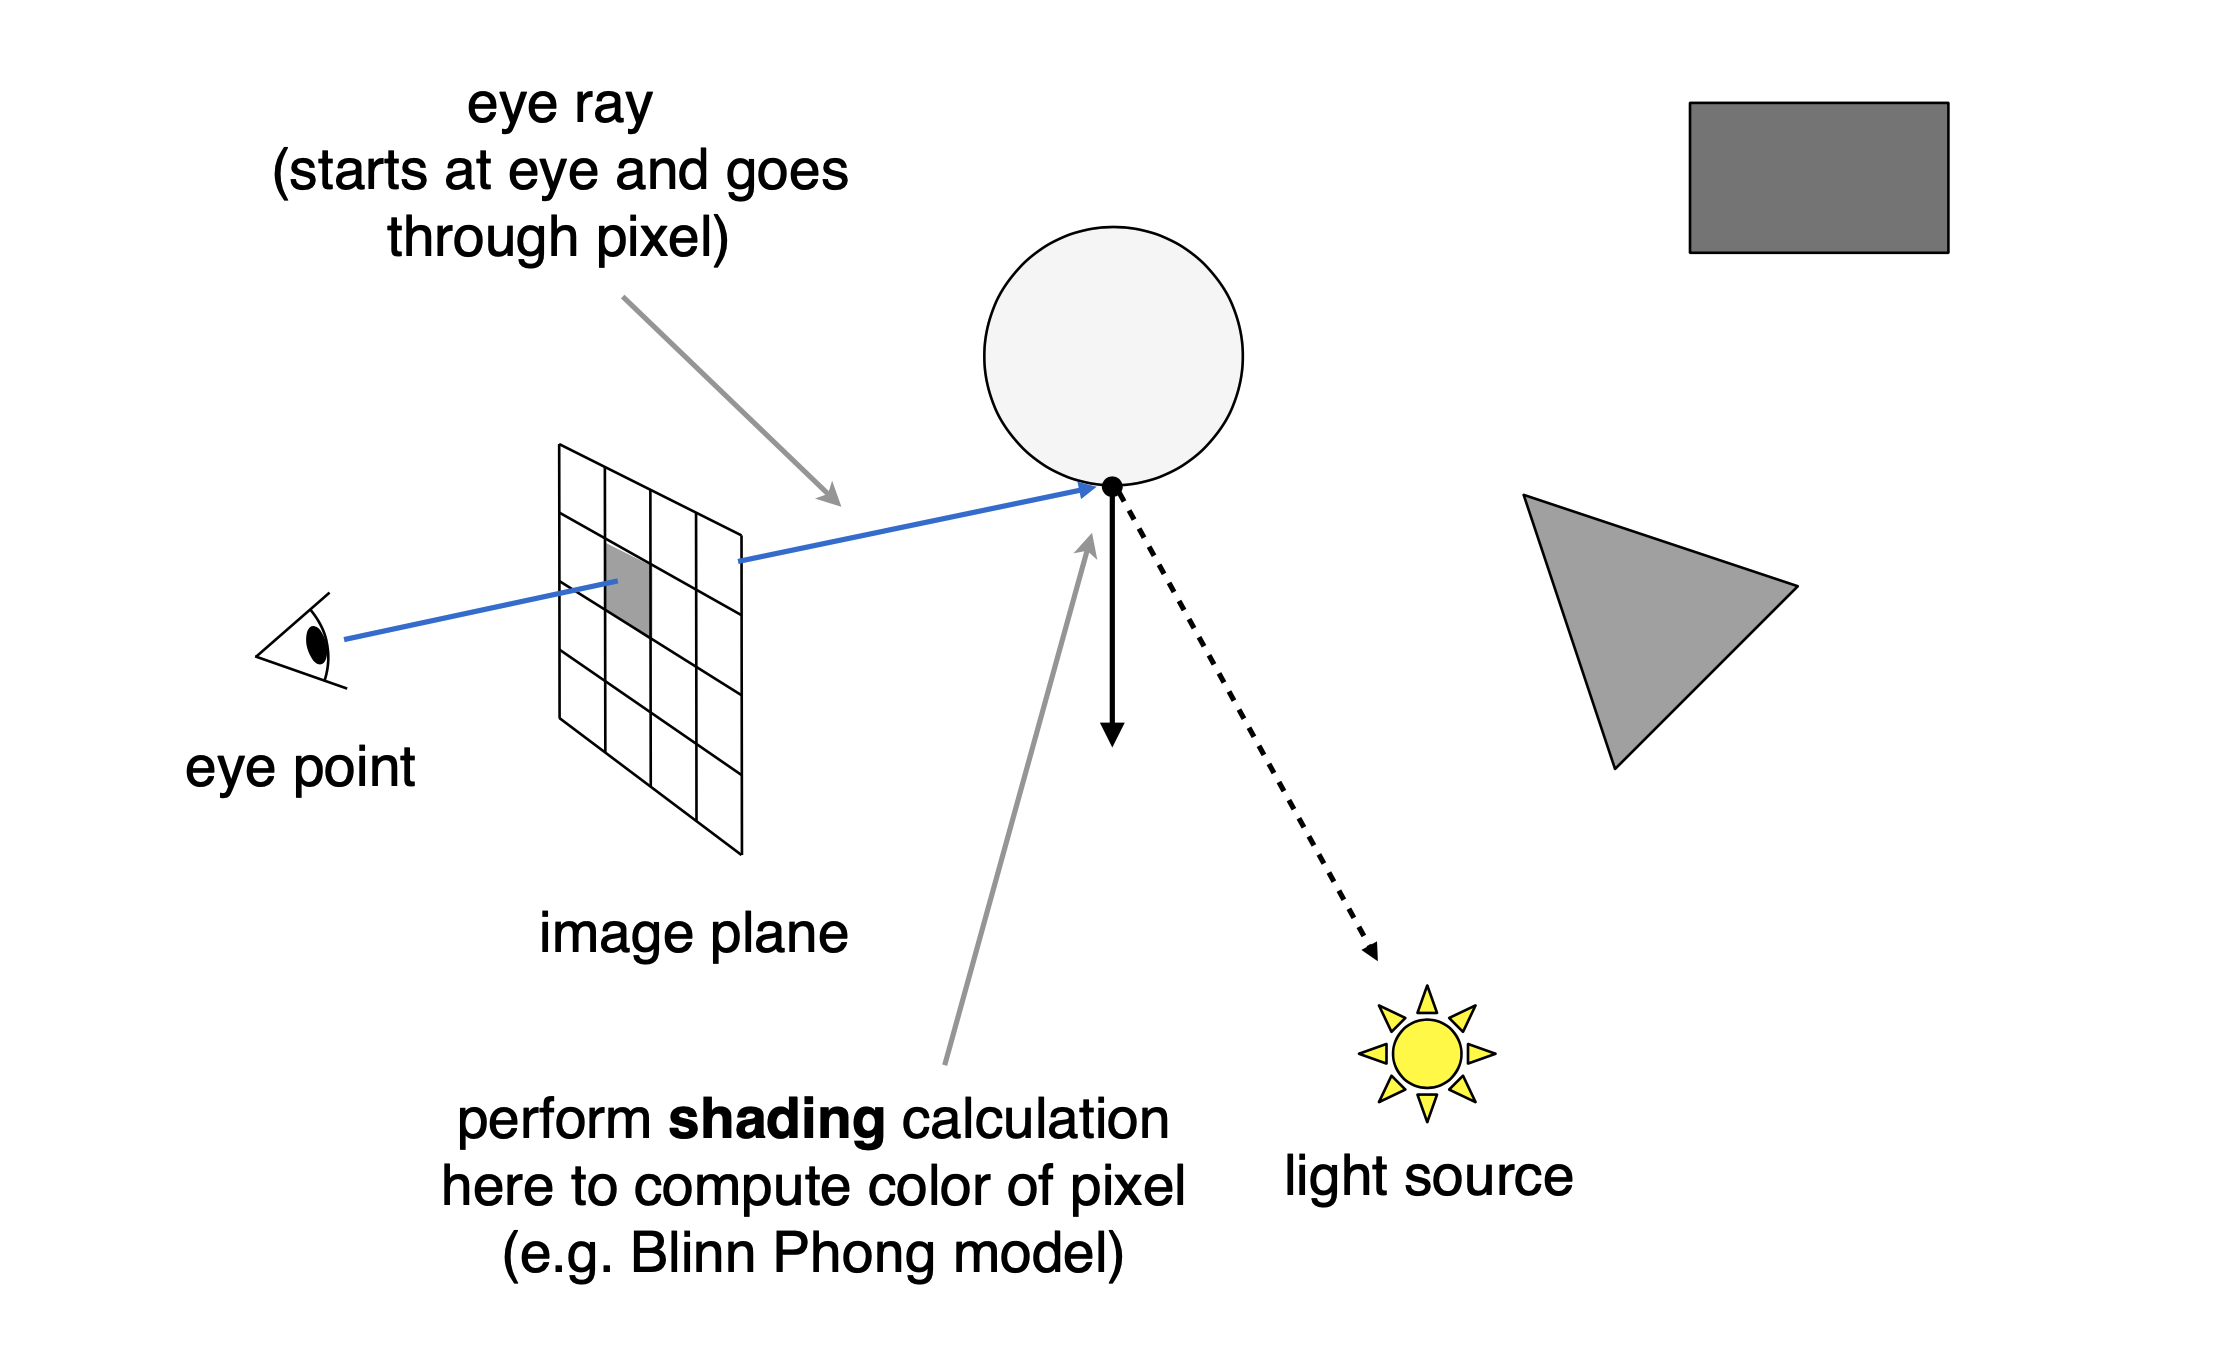 eye ray
(starts at eye and goes
through pixel)
eye point
image plane
perform shading calculation
here to compute color of pixel
(e.g. Blinn Phong model)
light source